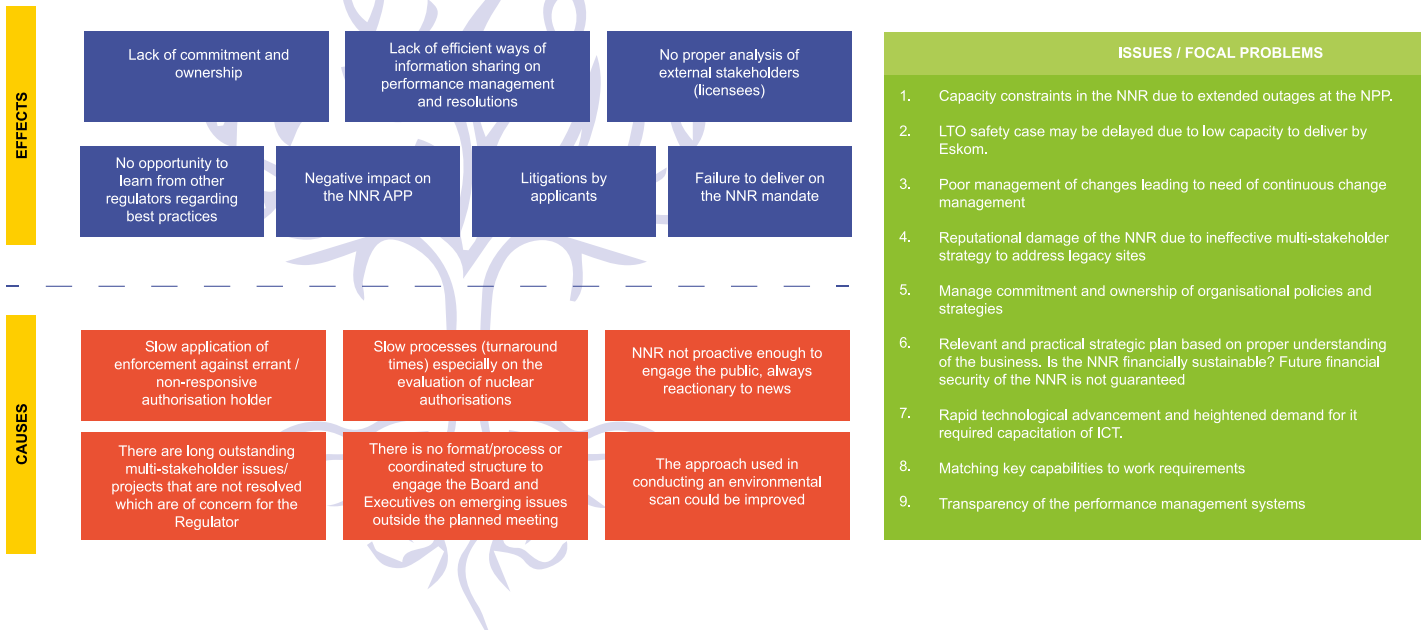 EFFECTS
Lack of commitment and
ownership
Lack of efficient ways of
information sharing on
performance management
and resolutions
No proper analysis of
external stakeholders
(licensees)
No opportunity to
learn from other
regulators regarding
best practices
Negative impact on
the NNR APP
Litigations by
applicants
Failure to deliver on
the NNR mandate
CAUSES
Slow application of
enforcement against errant /
non-responsive
authorisation holder
Slow processes (turnaround
times) especially on the
evaluation of nuclear
authorisations
NNR not proactive enough to
engage the public, always
reactionary to news
There are long outstanding
multi-stakeholder issues/
projects that are not resolved
which are of concern for the
Regulator
There is no format/process or
coordinated structure to
engage the Board and
Executives on emerging issues
outside the planned meeting
The approach used in
conducting an environmental
scan could be improved
ISSUES / FOCAL PROBLEMS
1. Capacity constraints in the NNR due to extended outages at the NPP.
2. LTO safety case may be delayed due to low capacity to deliver by
Eskom.
3. Poor management of changes leading to need of continuous change
management
4. Reputational damage of the NNR due to ineffective multi-stakeholder
strategy to address legacy sites
5. Manage commitment and ownership of organisational policies and
strategies
6. Relevant and practical strategic plan based on proper understanding
of the business. Is the NNR financially sustainable? Future financial
security of the NNR is not guaranteed
7. Rapid technological advancement and heightened demand for it
required capacitation of ICT.
8. Matching key capabilities to work requirements
9. Transparency of the performance management systems